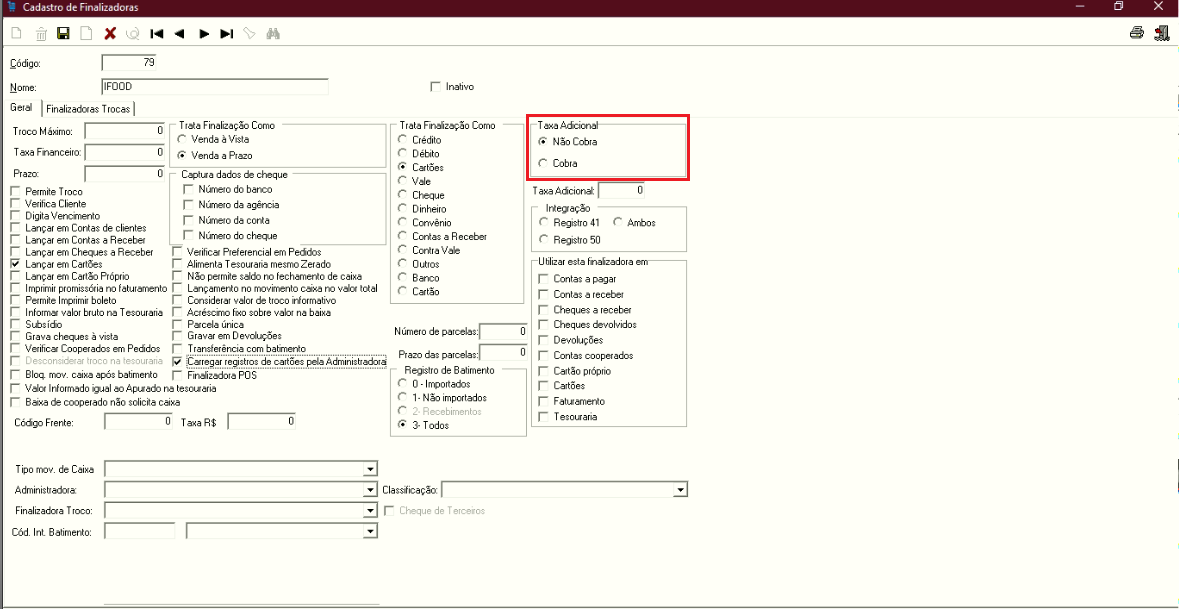 Cadastro de Finalizadoras
Código: 79
Nome: IFOOD
Inativo
Geral
Finalizadoras Trocas
Troco Máximo: 0
Taxa Financeiro: 0
Prazo: 0
Permite Troco
Verifica Cliente
Digita Vencimento
Lançar em Contas de clientes
Lançar em Contas a Receber
Lançar em Cheques a Receber
Lançar em Cartões
Lançar em Cartão Próprio
Imprimir promissória no faturamento
Permite Imprimir boleto
Informar valor bruto na Tesouraria
Subsídio
Grava cheques à vista
Verificar Cooperados em Pedidos
Desconsiderar troco na tesouraria
Bloq. mov. caixa após batimento
Valor Informado igual ao Apurado na tesouraria
Baixa de cooperado não solicita caixa
Código Frente: 0
Taxa R$ 0
Trata Finalização Como
Venda à Vista
Venda a Prazo
Captura dados de cheque
Número do banco
Número da agência
Número da conta
Número do cheque
Verificar Preferencial em Pedidos
Alimenta Tesouraria mesmo Zerado
Não permite saldo no fechamento de caixa
Lançamento no movimento caixa no valor total
Considerar valor de troco informativo
Acréscimo fixo sobre valor na baixa
Parcela única
Gravar em Devoluções
Transferência com batimento
Carregar registros de cartões pela Administradora
Finalizadora POS
Trata Finalização Como
Crédito
Débito
Cartões
Vale
Cheque
Dinheiro
Convênio
Contas a Receber
Contra Vale
Outros
Banco
Cartão
Número de parcelas: 0
Prazo das parcelas: 0
Registro de Batimento
0 - Importados
1- Não importados
2- Recebimentos
3- Todos
Taxa Adicional
Não Cobra
Cobra
Taxa Adicional: 0
Integração
Registro 41
Ambos
Registro 50
Utilizar esta finalizadora em
Contas a pagar
Contas a receber
Cheques a receber
Cheques devolvidos
Devoluções
Contas cooperados
Cartão próprio
Cartões
Faturamento
Tesouraria
Tipo mov. de Caixa
Administradora:
Classificação:
Finalizadora Troco:
Cheque de Terceiros
Cód. Int. Batimento: